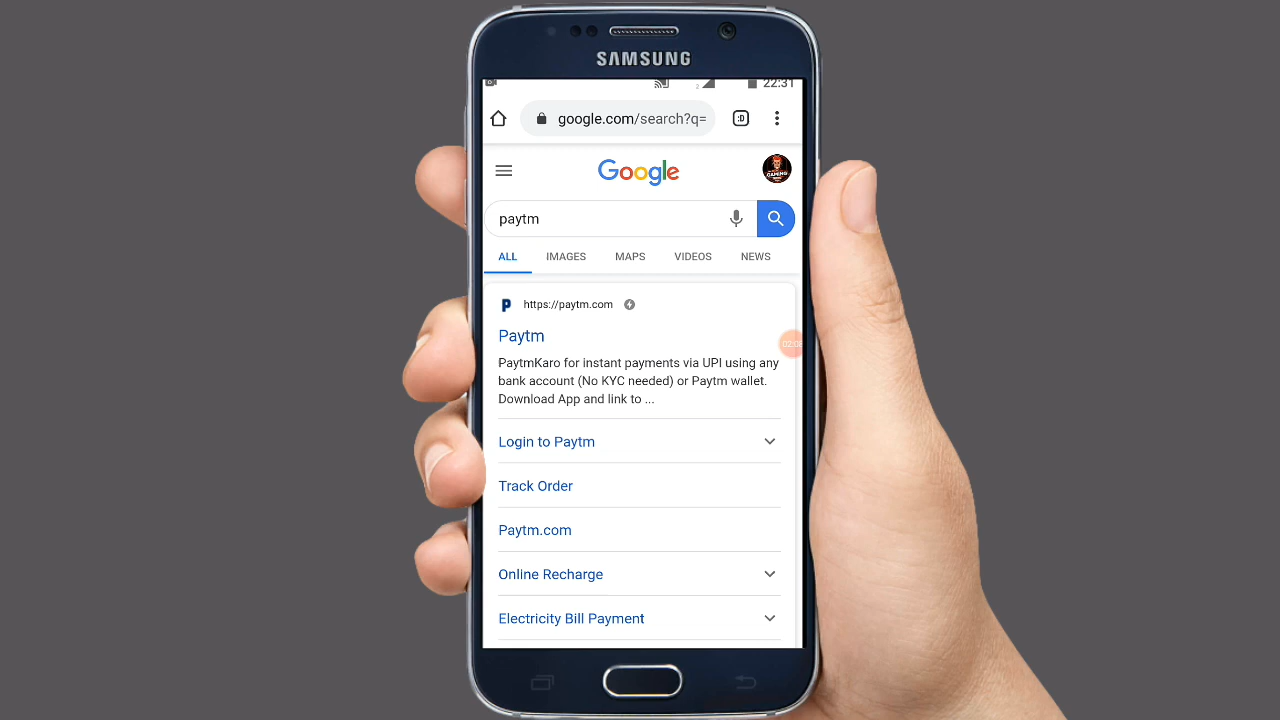 SAMSUNG
22:31
google.com/search?q=
:D
Google
GAMING
paytm
ALL IMAGES MAPS VIDEOS NEWS
https://paytm.com
Paytm
PaytmKaro for instant payments via UPI using any
bank account (No KYC needed) or Paytm wallet.
Download App and link to ...
Login to Paytm
Track Order
Paytm.com
Online Recharge
Electricity Bill Payment